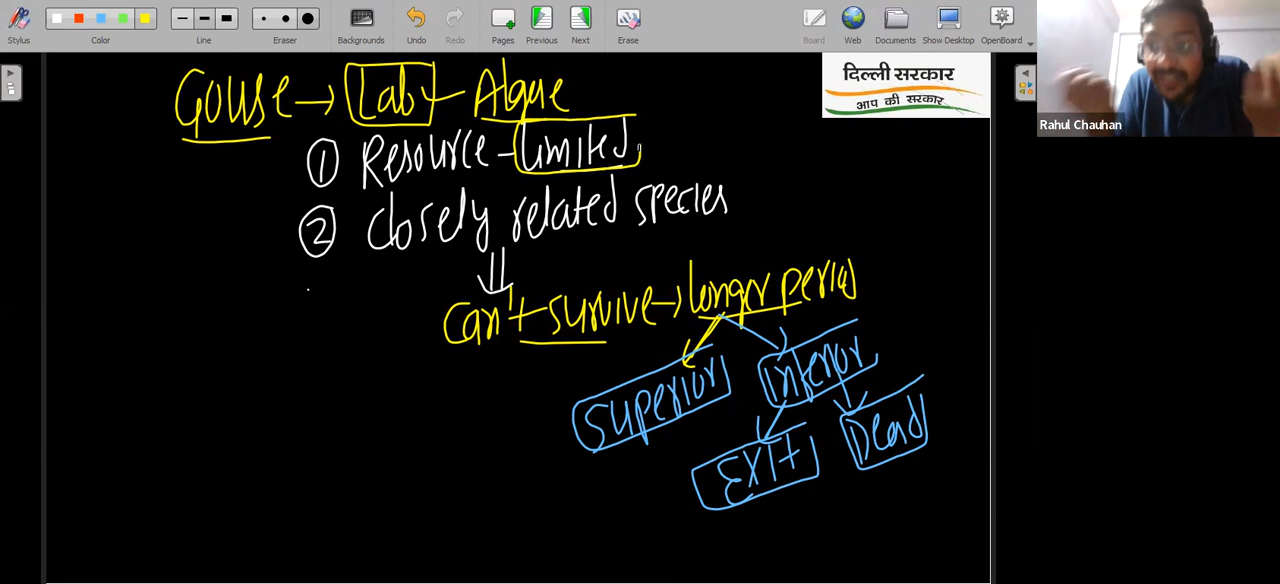 Stylus
Color
Line
Eraser
Backgrounds
Undo
Redo
Pages
Previous
Next
Erase
Board
Web
Documents
Show Desktop
OpenBoard
Rahul Chauhan
दिल्ली सरकार
आप की सरकार
Gouse → Lab - Algae
① Resource - Limited
② Closely related species
⇓
Can't survive → longer period
Superior Inferior
Exit Dead